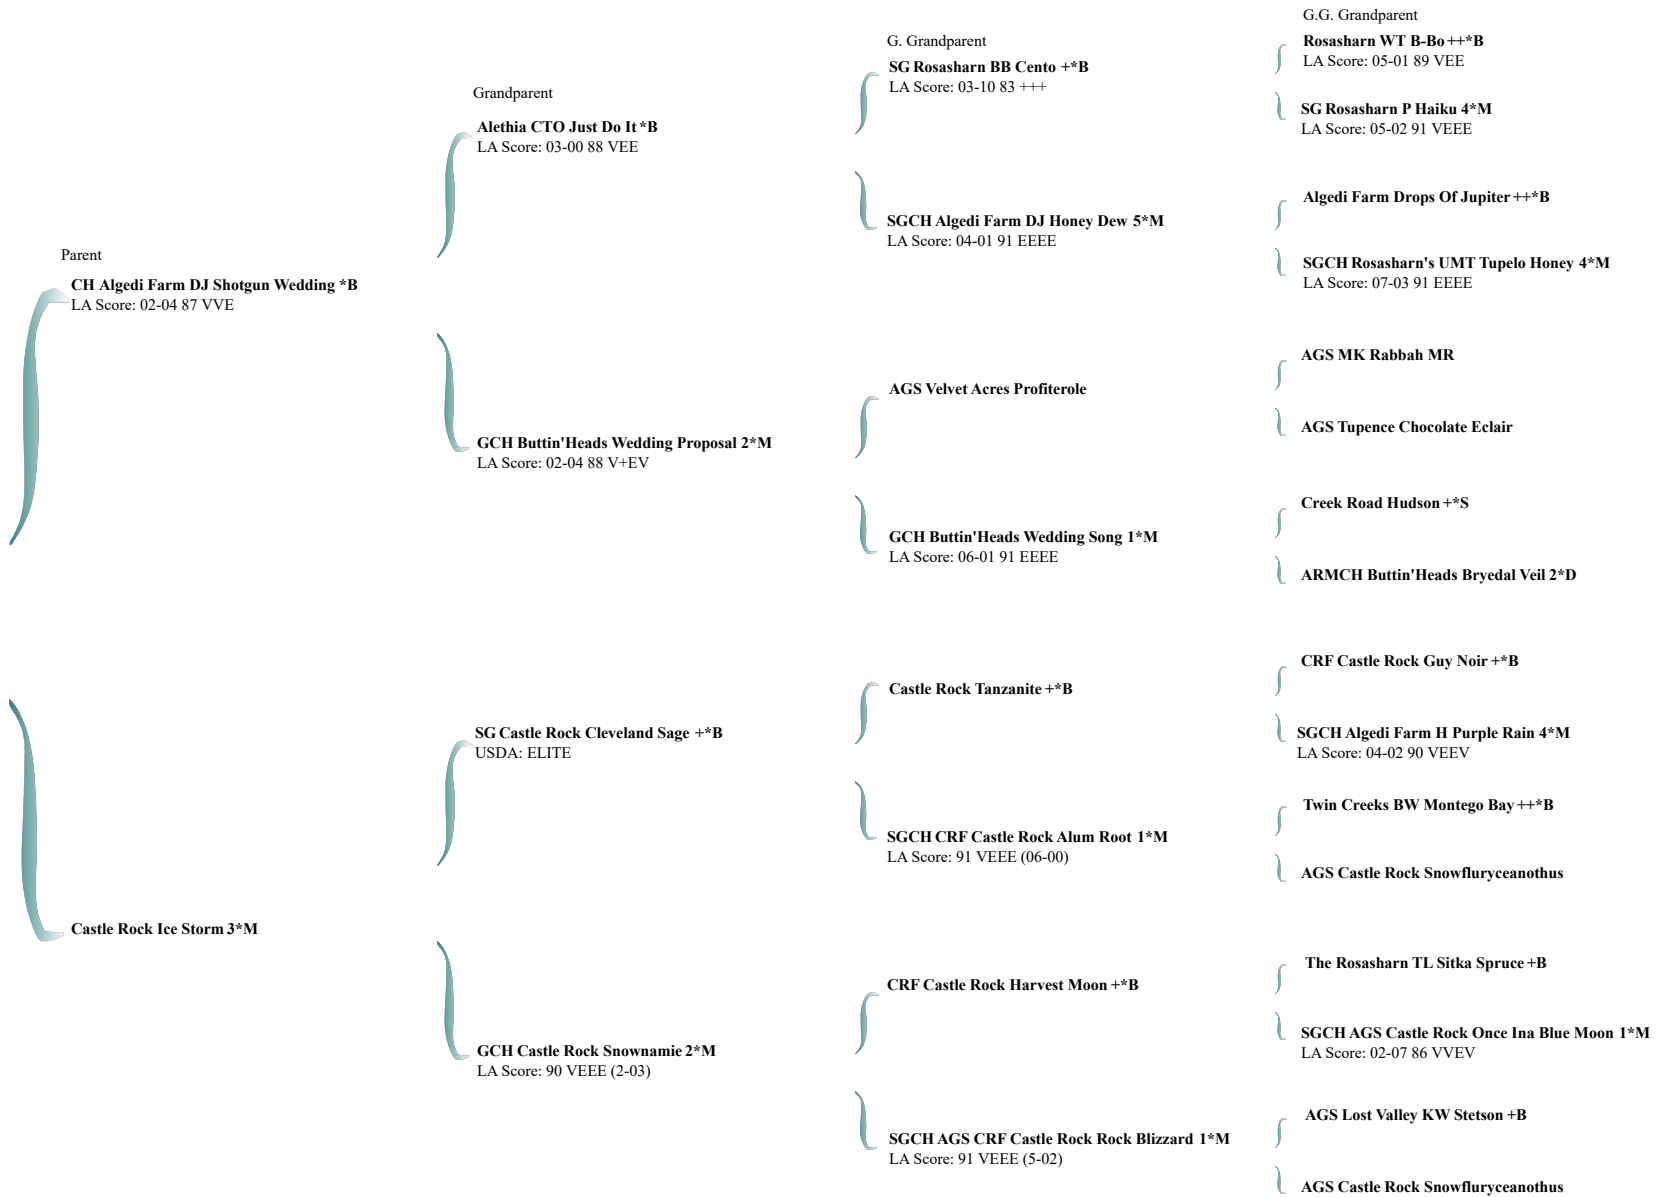 Parent
CH Algedi Farm DJ Shotgun Wedding *B
LA Score: 02-04 87 VVE
Castle Rock Ice Storm 3*M
Grandparent
Alethia CTO Just Do It *B
LA Score: 03-00 88 VEE
GCH Buttin'Heads Wedding Proposal 2*M
LA Score: 02-04 88 V+EV
SG Castle Rock Cleveland Sage +*B
USDA: ELITE
GCH Castle Rock Snownamie 2*M
LA Score: 90 VEEE (2-03)
G. Grandparent
SG Rosasharn BB Cento +*B
LA Score: 03-10 83 +++
SGCH Algedi Farm DJ Honey Dew 5*M
LA Score: 04-01 91 EEEE
AGS Velvet Acres Profiterole
GCH Buttin'Heads Wedding Song 1*M
LA Score: 06-01 91 EEEE
Castle Rock Tanzanite +*B
SGCH CRF Castle Rock Alum Root 1*M
LA Score: 91 VEEE (06-00)
CRF Castle Rock Harvest Moon +*B
SGCH AGS CRF Castle Rock Rock Blizzard 1*M
LA Score: 91 VEEE (5-02)
G.G. Grandparent
Rosasharn WT B-Bo ++*B
LA Score: 05-01 89 VEE
SG Rosasharn P Haiku 4*M
LA Score: 05-02 91 VEEE
Algedi Farm Drops Of Jupiter ++*B
SGCH Rosasharn's UMT Tupelo Honey 4*M
LA Score: 07-03 91 EEEE
AGS MK Rabbah MR
AGS Tupence Chocolate Eclair
Creek Road Hudson +*S
ARMCH Buttin'Heads Bryedal Veil 2*D
CRF Castle Rock Guy Noir +*B
SGCH Algedi Farm H Purple Rain 4*M
LA Score: 04-02 90 VEEV
Twin Creeks BW Montego Bay ++*B
AGS Castle Rock Snowfluryceanothus
The Rosasharn TL Sitka Spruce +B
SGCH AGS Castle Rock Once Ina Blue Moon 1*M
LA Score: 02-07 86 VVEV
AGS Lost Valley KW Stetson +B
AGS Castle Rock Snowfluryceanothus